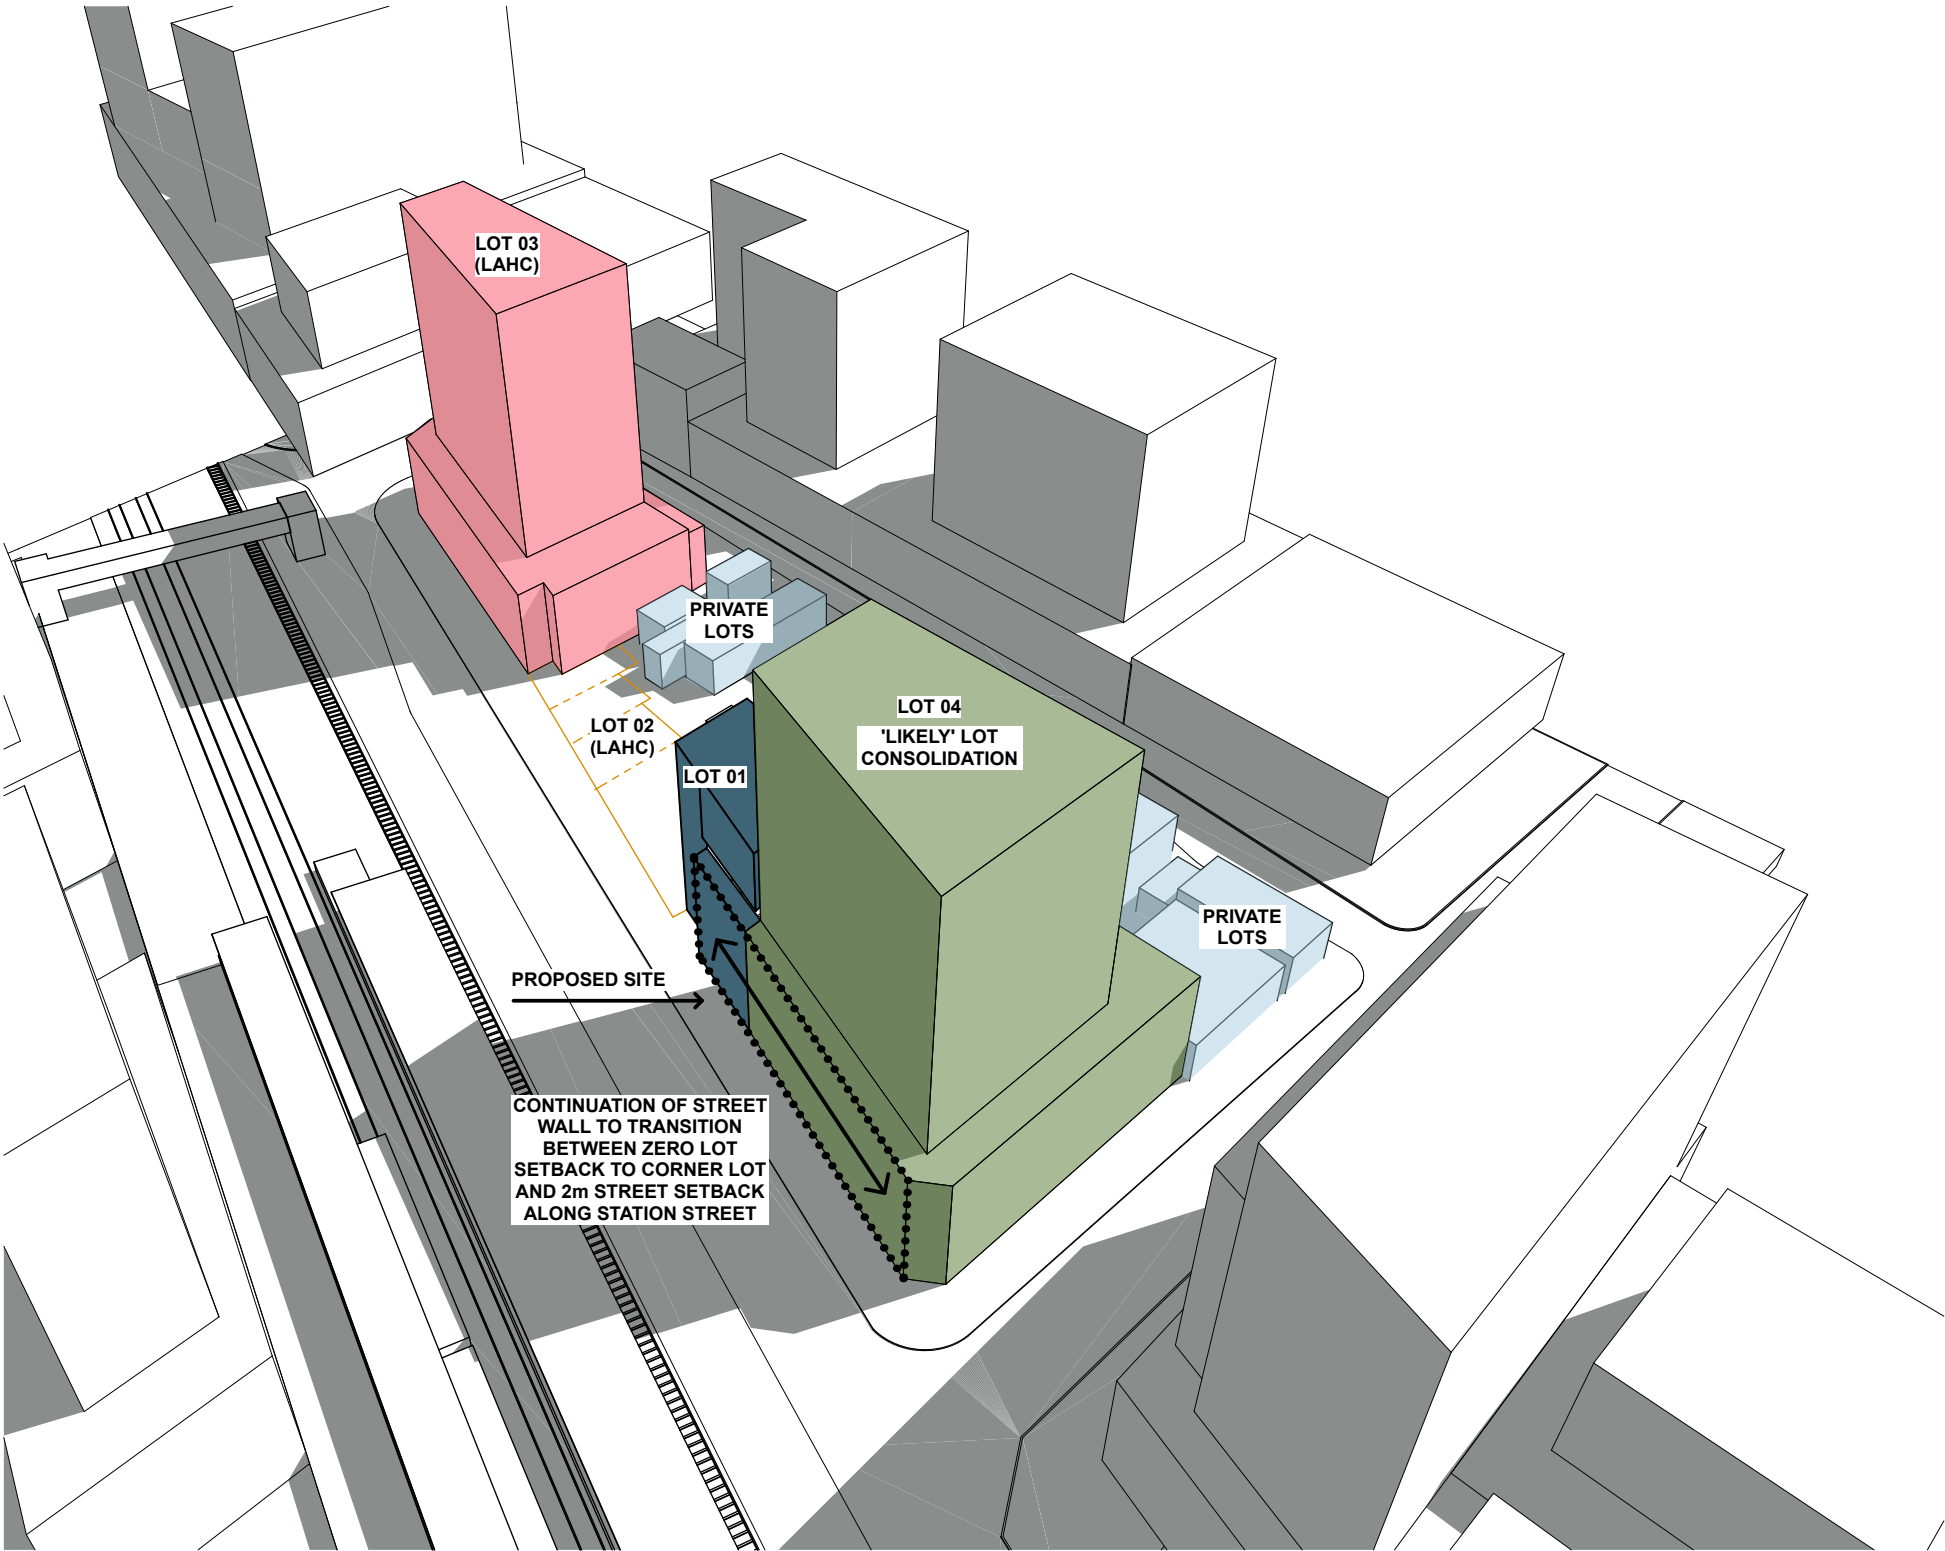 LOT 03
(LAHC)
PRIVATE
LOTS
LOT 02
(LAHC)
LOT 01
LOT 04
'LIKELY' LOT
CONSOLIDATION
PRIVATE
LOTS
PROPOSED SITE
CONTINUATION OF STREET
WALL TO TRANSITION
BETWEEN ZERO LOT
SETBACK TO CORNER LOT
AND 2m STREET SETBACK
ALONG STATION STREET